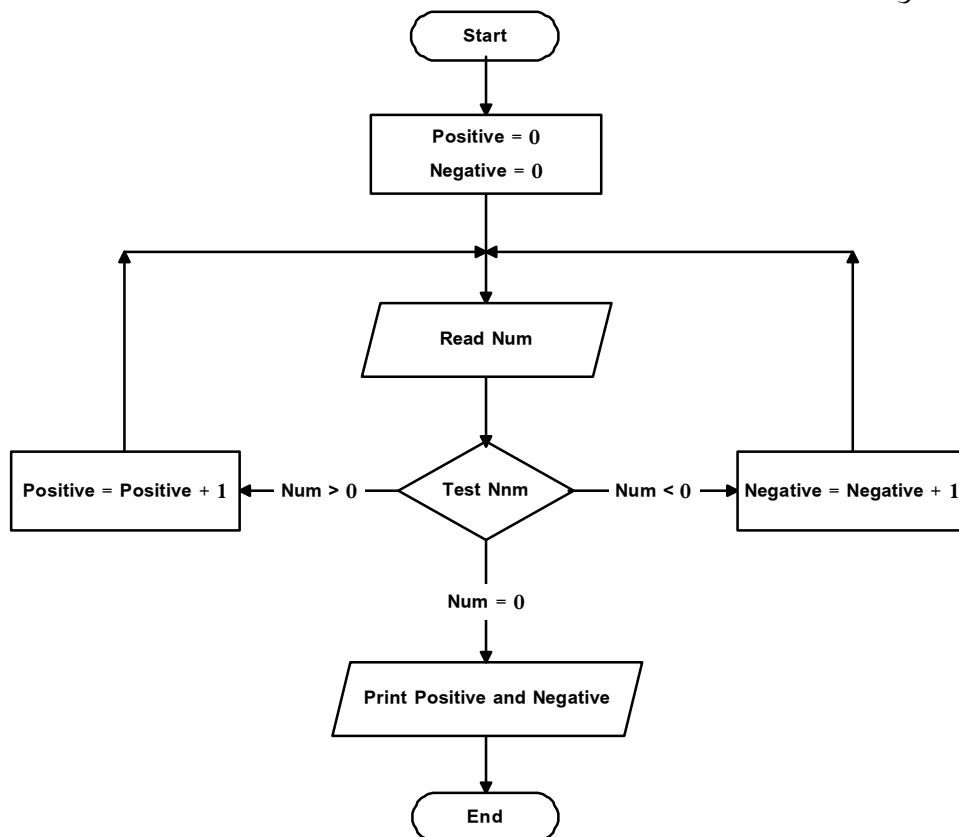 Start
Positive = 0
Negative = 0
Read Num
Positive = Positive + 1
Num > 0
Test Nnm
Num < 0
Negative = Negative + 1
Num = 0
Print Positive and Negative
End